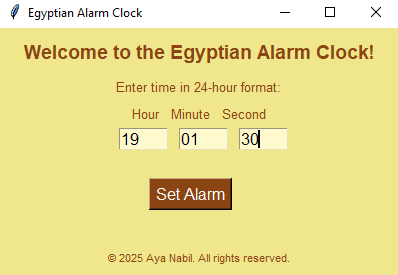 Egyptian Alarm Clock
Welcome to the Egyptian Alarm Clock!
Enter time in 24-hour format:
Hour Minute Second
19 01 30
Set Alarm
© 2025 Aya Nabil. All rights reserved.